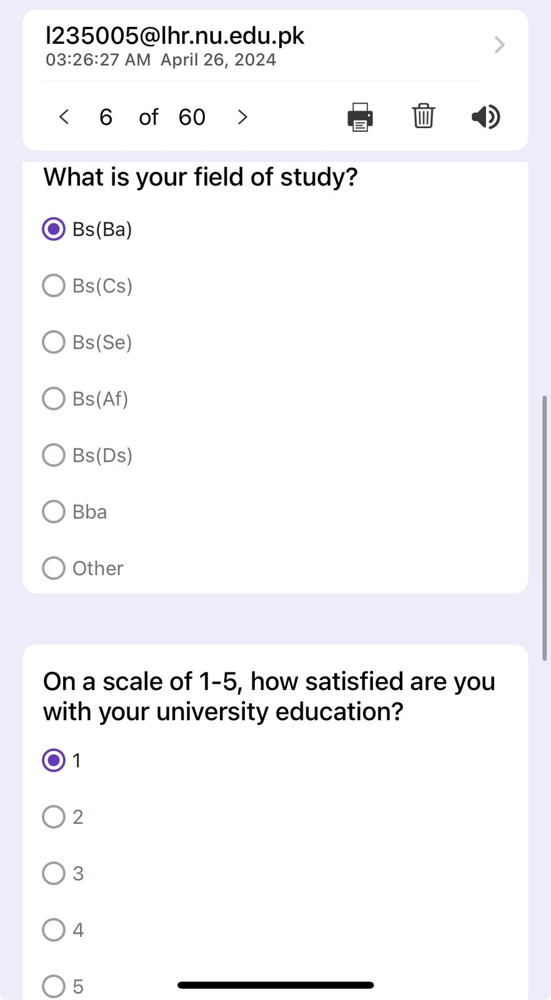 l235005@lhr.nu.edu.pk
03:26:27 AM April 26, 2024
< 6 of 60 >
What is your field of study?
Bs(Ba)
Bs(Cs)
Bs(Se)
Bs(Af)
Bs(Ds)
Bba
Other
On a scale of 1-5, how satisfied are you
with your university education?
1
2
3
4
5